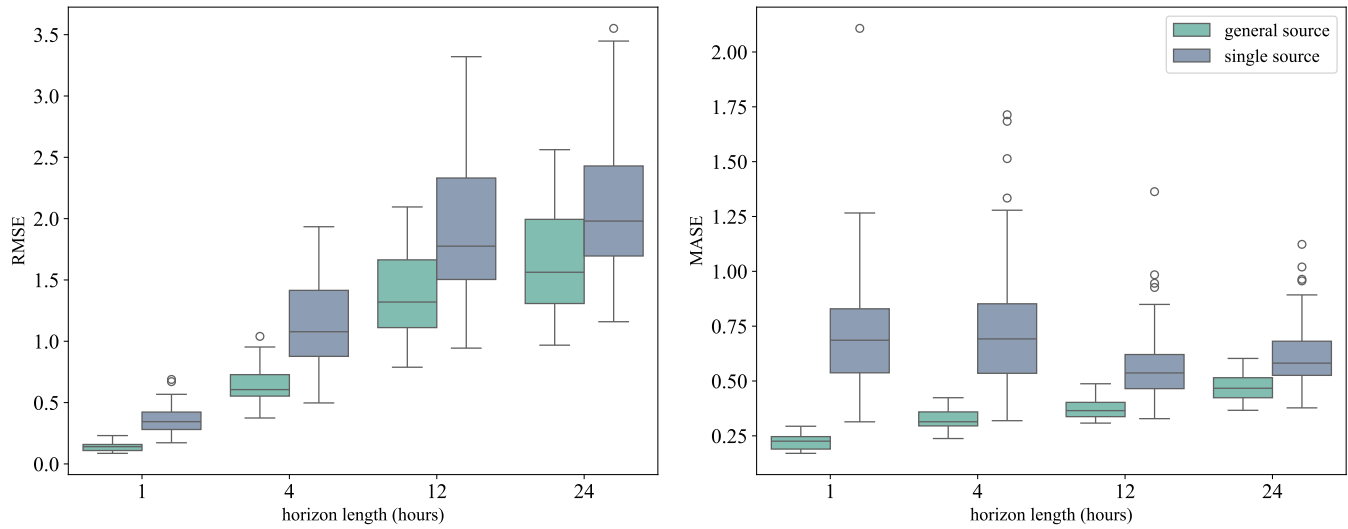 3.5
3.0
2.5
2.0
1.5
1.0
0.5
0.0
RMSE
1 4 12 24
horizon length (hours)
general source
single source
2.00
1.75
1.50
1.25
1.00
0.75
0.50
0.25
MASE
1 4 12 24
horizon length (hours)